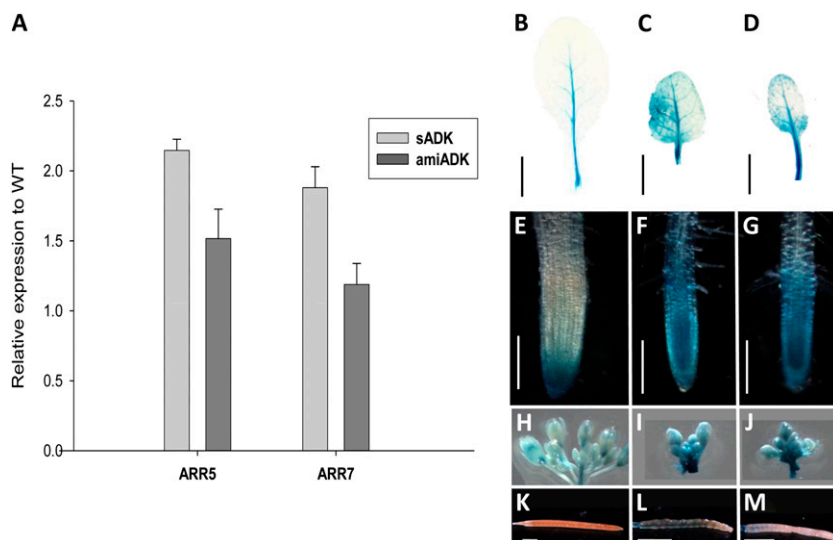 A
Relative expression to WT
2.5
2.0
1.5
1.0
0.5
0.0
sADK
amiADK
ARR5
ARR7
B
C
D
E
F
G
H
I
J
K
L
M